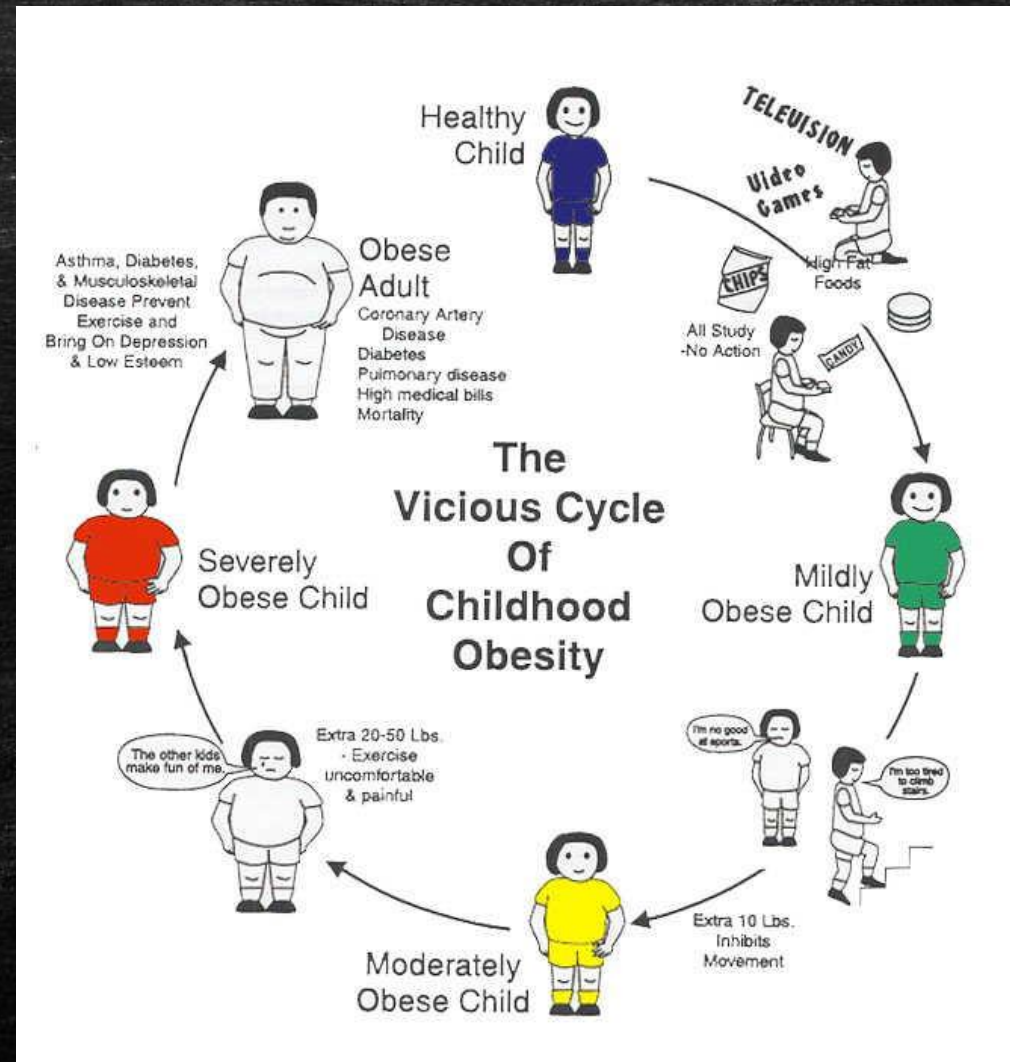 Healthy
Child
TELEVISION
Video
Games
CHIPS
High Fat
Foods
All Study
-No Action
CANDY
Mildly
Obese Child
I'm no good
at sports.
I'm too tired
to climb
stairs.
Extra 10 Lbs.
Inhibits
Movement
Moderately
Obese Child
Extra 20-50 Lbs.
- Exercise
uncomfortable
& painful
The other kids
make fun of me.
Severely
Obese Child
Asthma, Diabetes,
& Musculoskeletal
Disease Prevent
Exercise and
Bring On Depression
& Low Esteem
Obese
Adult
Coronary Artery
Disease
Diabetes
Pulmonary disease
High medical bills
Mortality
The
Vicious Cycle
Of
Childhood
Obesity